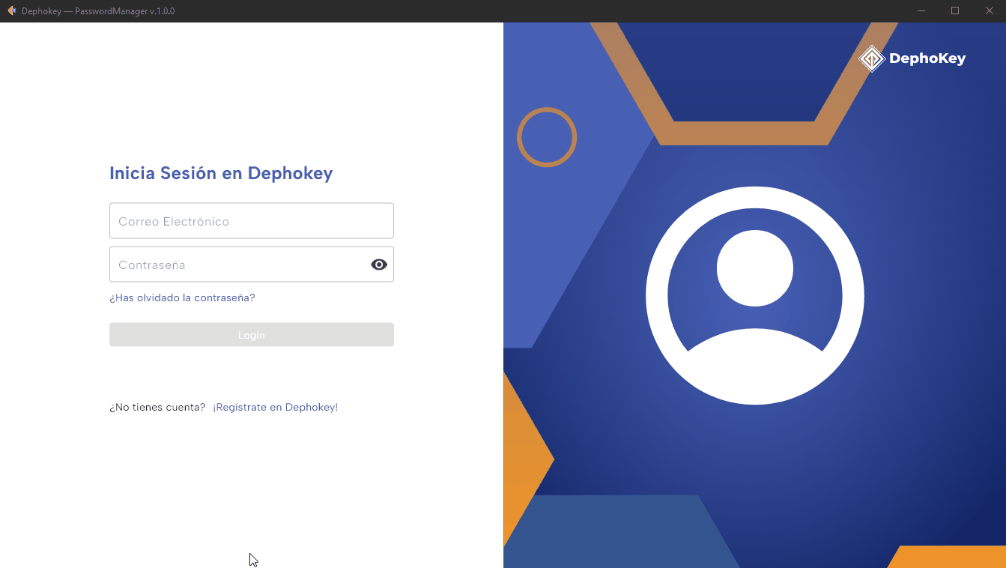 Dephokey — PasswordManager v.1.0.0
DephoKey
Inicia Sesión en Dephokey
Correo Electrónico
Contraseña
¿Has olvidado la contraseña?
Login
¿No tienes cuenta? ¡Regístrate en Dephokey!